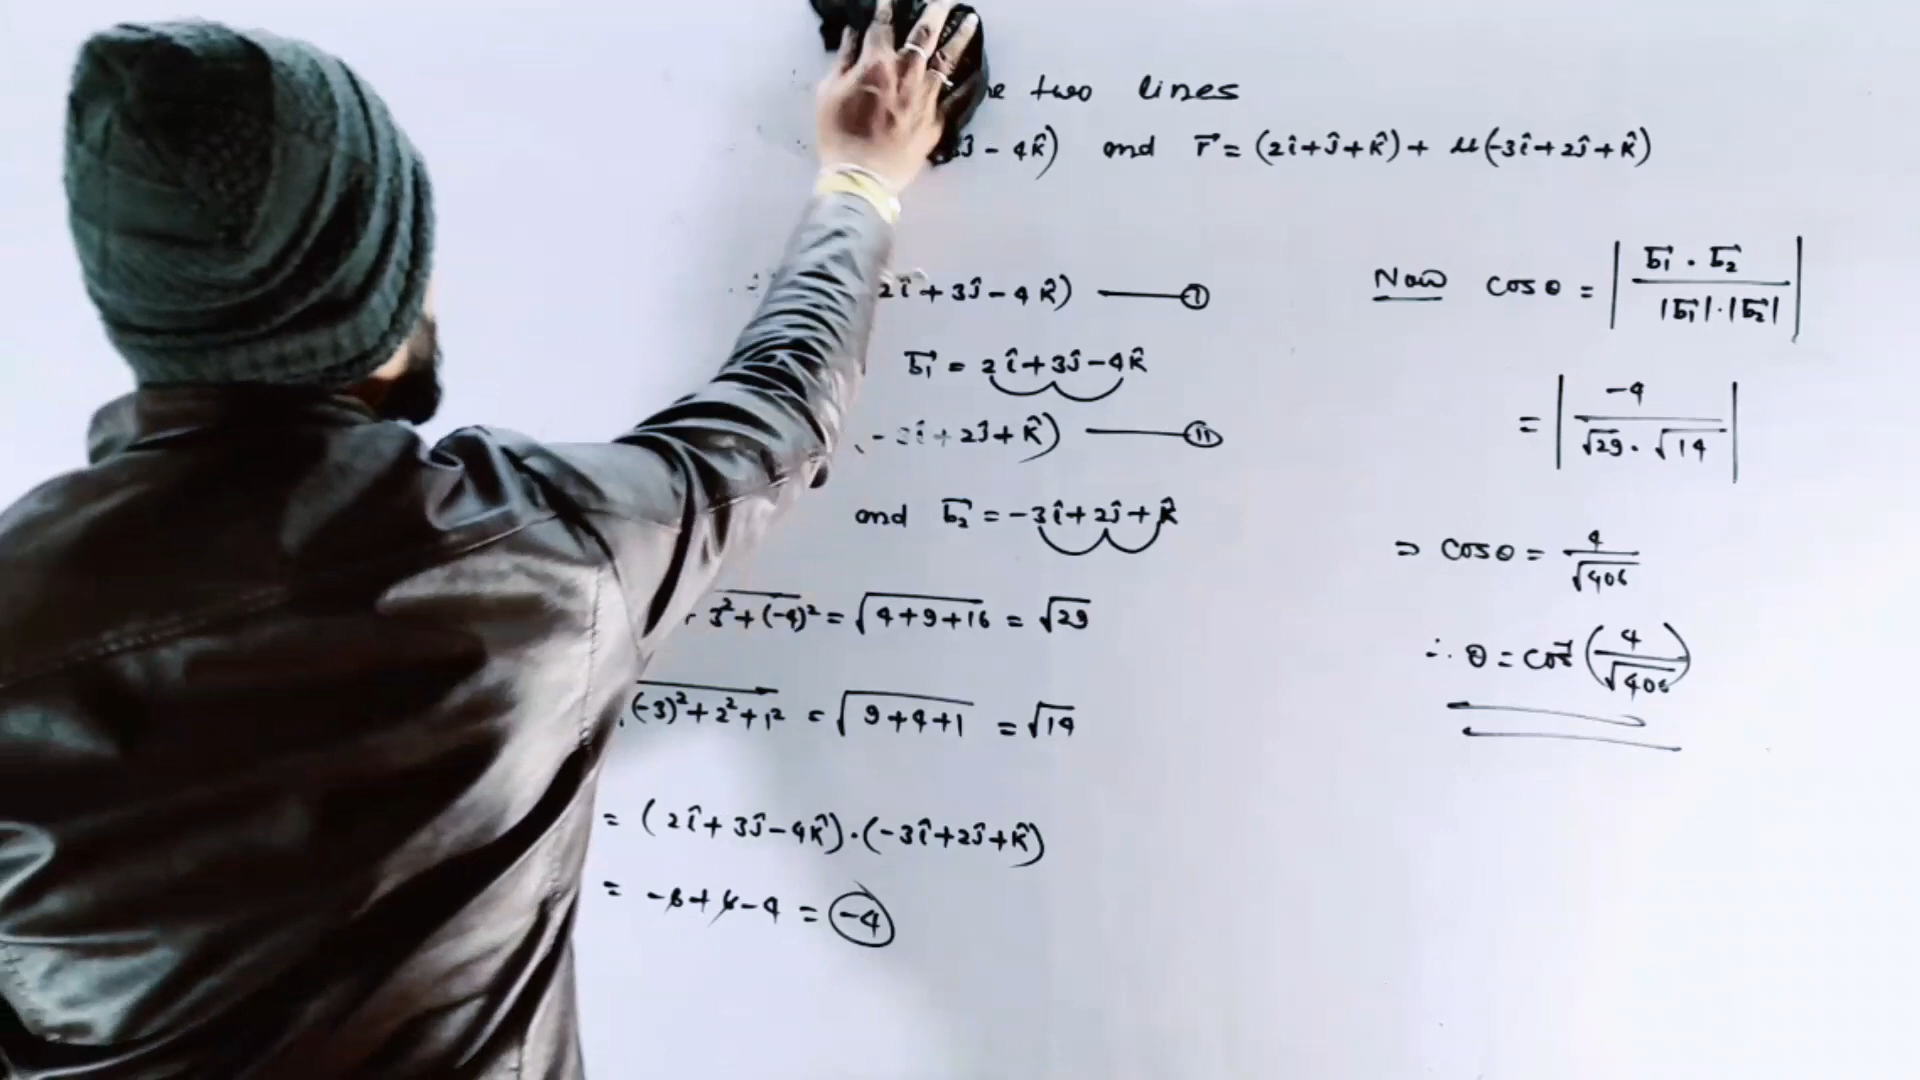 two lines
ĵ - 4k̂) and r⃗ = (2î+ĵ+k̂) + μ(-3î+2ĵ+k̂)
2î+3ĵ-4k̂) —— Ⓘ
b₁⃗ = 2î+3ĵ-4k̂
-3î+2ĵ+k̂) —— ⓘⓘ
and b₂⃗ = -3î+2ĵ+k̂
3²+(-4)² = √(4+9+16) = √29
(-3)²+2²+1² = √(9+4+1) = √14
= (2î+3ĵ-4k̂)·(-3î+2ĵ+k̂)
= -6+6-4 = -4
Now cosθ = |b₁⃗ · b₂⃗ / |b₁⃗|·|b₂⃗||
= |-4 / √29 · √14|
⇒ cosθ = 4/√406
∴ θ = cos⁻¹(4/√406)